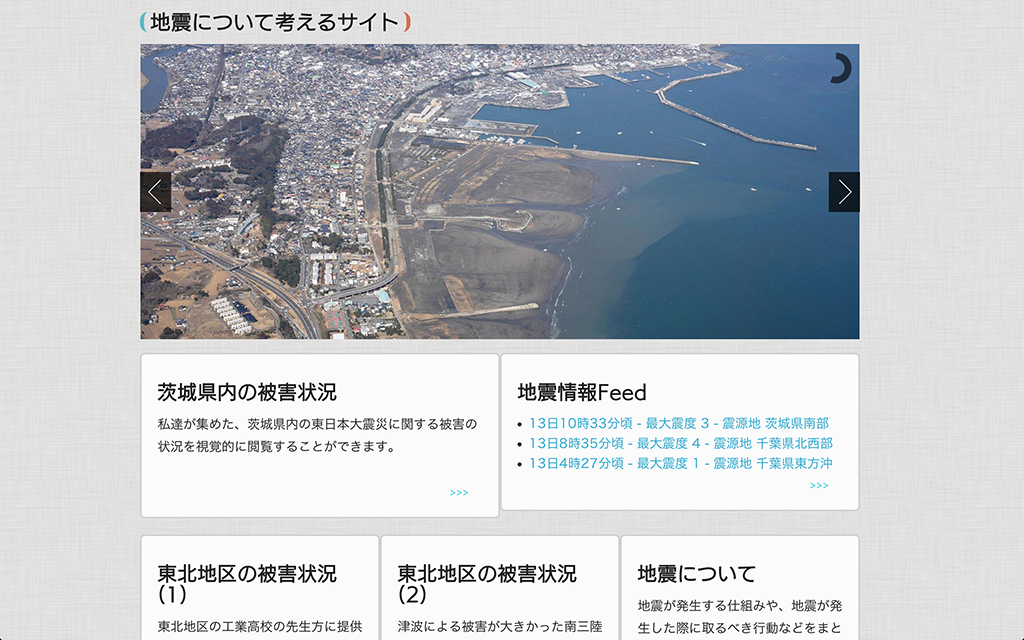 地震について考えるサイト
茨城県内の被害状況
私達が集めた、茨城県内の東日本大震災に関する被害の
状況を視覚的に閲覧することができます。
>>>
地震情報Feed
13日10時33分頃 - 最大震度 3 - 震源地 茨城県南部
13日8時35分頃 - 最大震度 4 - 震源地 千葉県北西部
13日4時27分頃 - 最大震度 1 - 震源地 千葉県東方沖
>>>
東北地区の被害状況
(1)
東北地区の工業高校の先生方に提供
東北地区の被害状況
(2)
津波による被害が大きかった南三陸
地震について
地震が発生する仕組みや、地震が発
生した際に取るべき行動などをまと